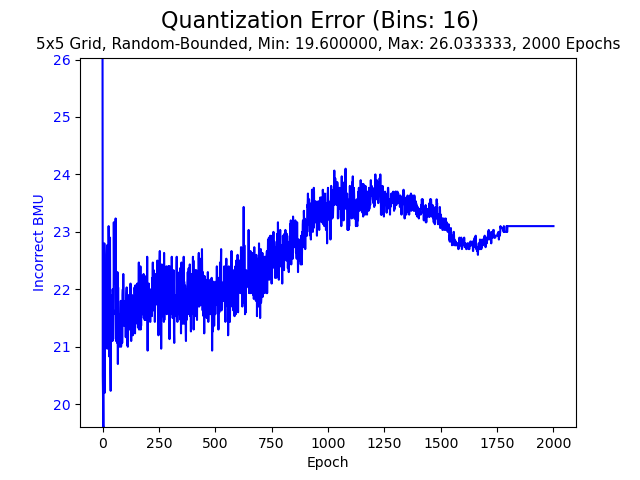 Quantization Error (Bins: 16)
5x5 Grid, Random-Bounded, Min: 19.600000, Max: 26.033333, 2000 Epochs
26
25
24
23
22
21
20
Incorrect BMU
0 250 500 750 1000 1250 1500 1750 2000
Epoch